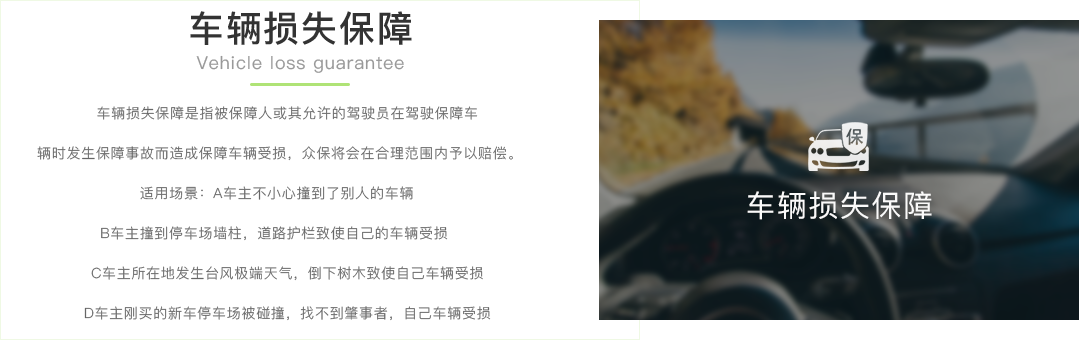 车辆损失保障
Vehicle loss guarantee
车辆损失保障是指被保障人或其允许的驾驶员在驾驶保障车
辆时发生保障事故而造成保障车辆受损，众保将会在合理范围内予以赔偿。
适用场景：A车主不小心撞到了别人的车辆
B车主撞到停车场墙柱，道路护栏致使自己的车辆受损
C车主所在地发生台风极端天气，倒下树木致使自己车辆受损
D车主刚买的新车停车场被碰撞，找不到肇事者，自己车辆受损
保
车辆损失保障